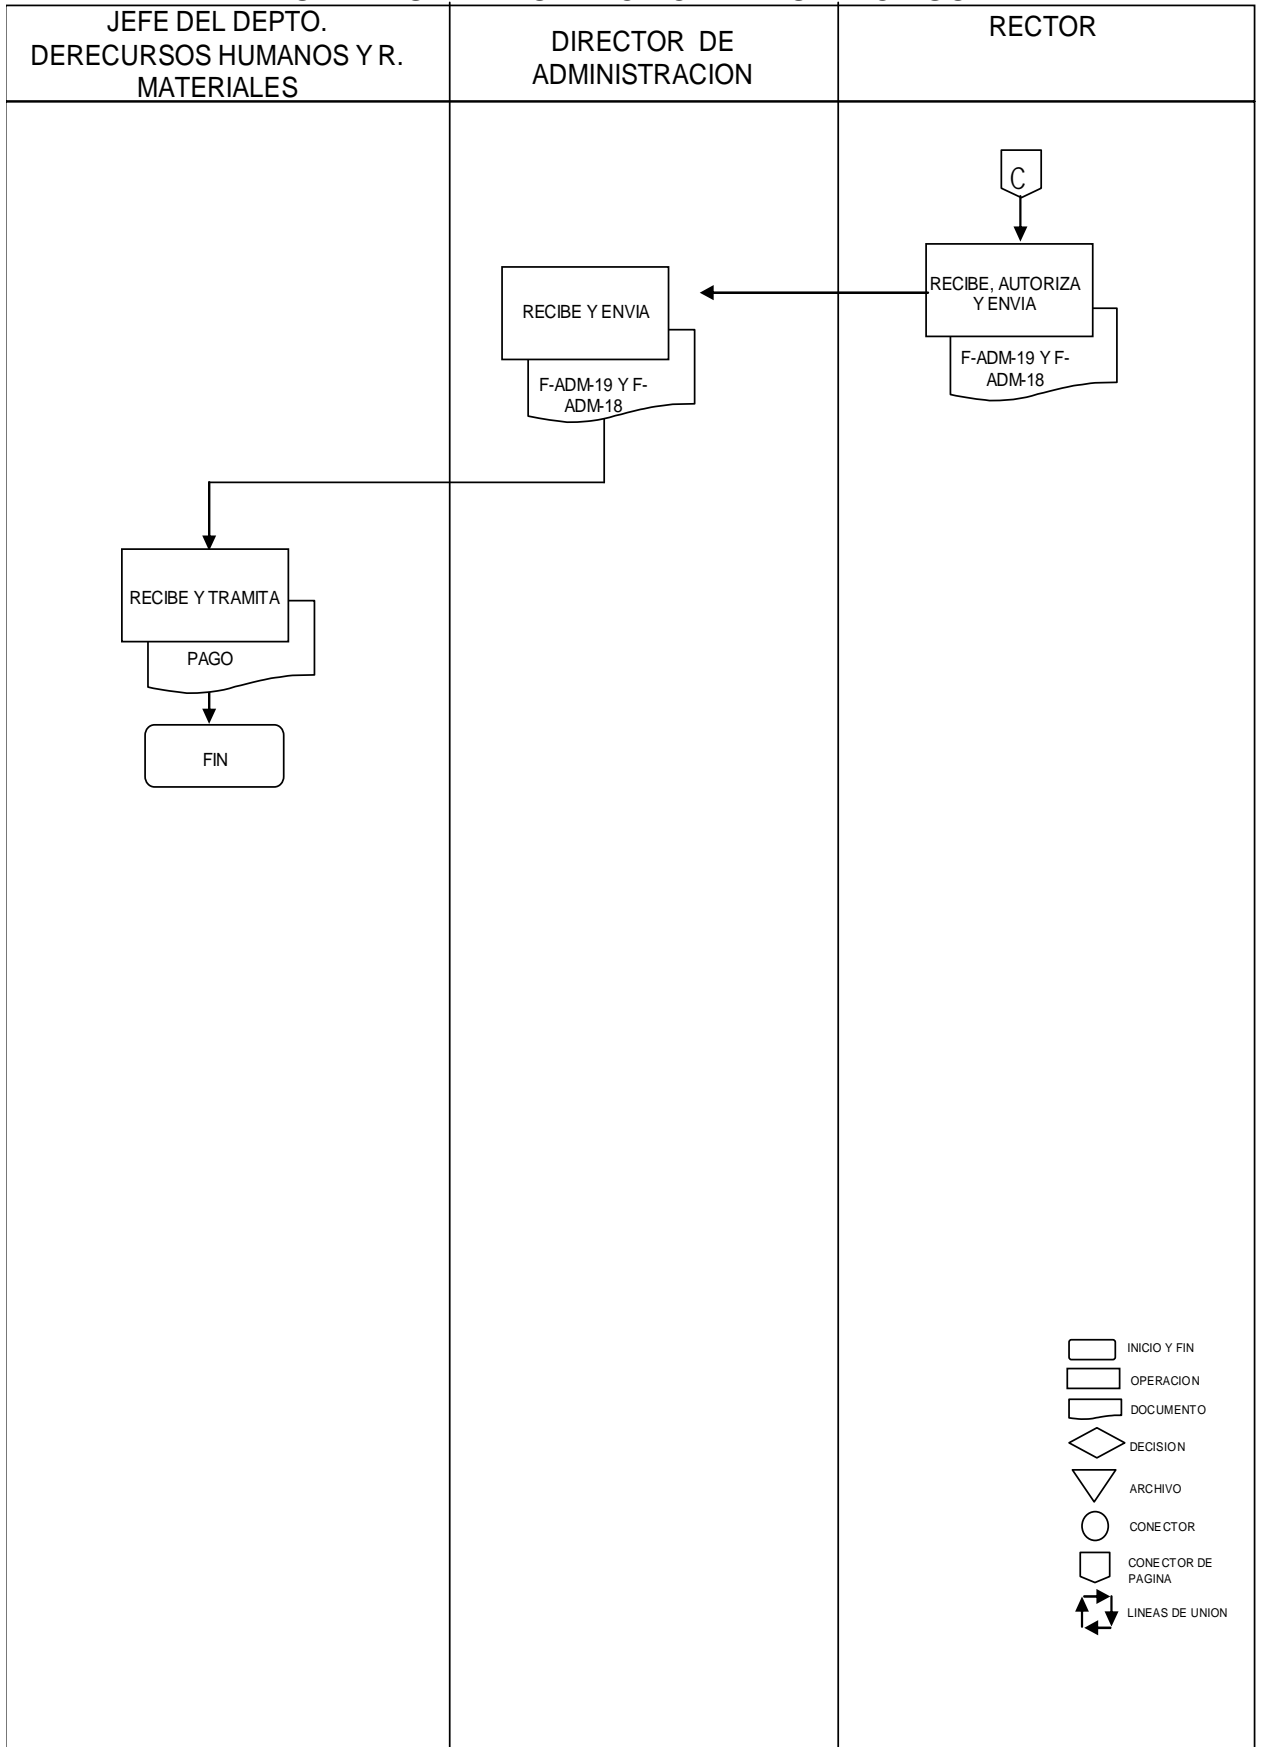 JEFE DEL DEPTO.
DERECURSOS HUMANOS Y R.
MATERIALES
DIRECTOR DE
ADMINISTRACION
RECTOR
C
RECIBE, AUTORIZA
Y ENVIA
F-ADM-19 Y F-
ADM-18
RECIBE Y ENVIA
F-ADM-19 Y F-
ADM-18
RECIBE Y TRAMITA
PAGO
FIN
INICIO Y FIN
OPERACION
DOCUMENTO
DECISION
ARCHIVO
CONECTOR
CONECTOR DE
PAGINA
LINEAS DE UNION